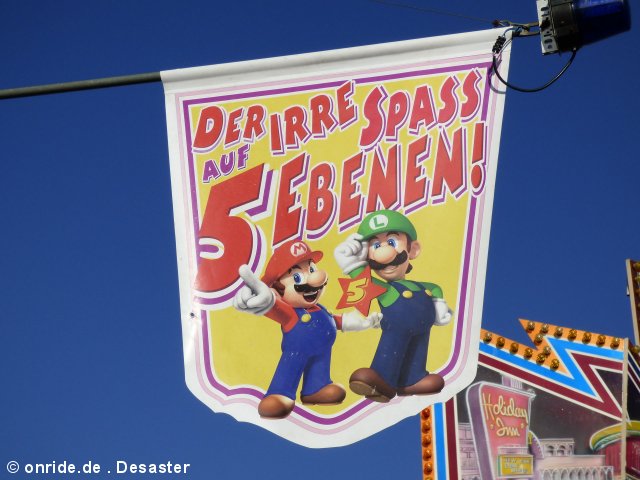 DER IRRE SPASS
AUF
5 EBENEN!
M
L
5
Holiday
Inn
© onride.de . Desaster